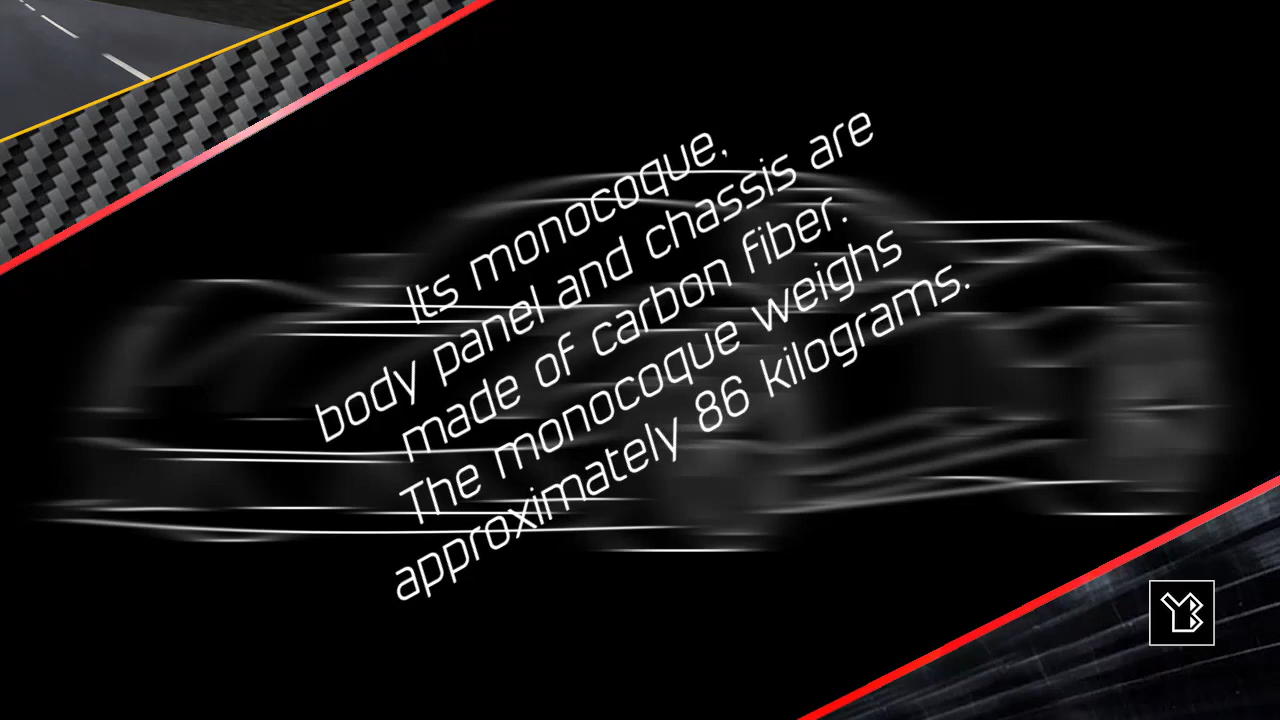 Its monocoque,
body panel and chassis are
made of carbon fiber.
The monocoque weighs
approximately 86 kilograms.